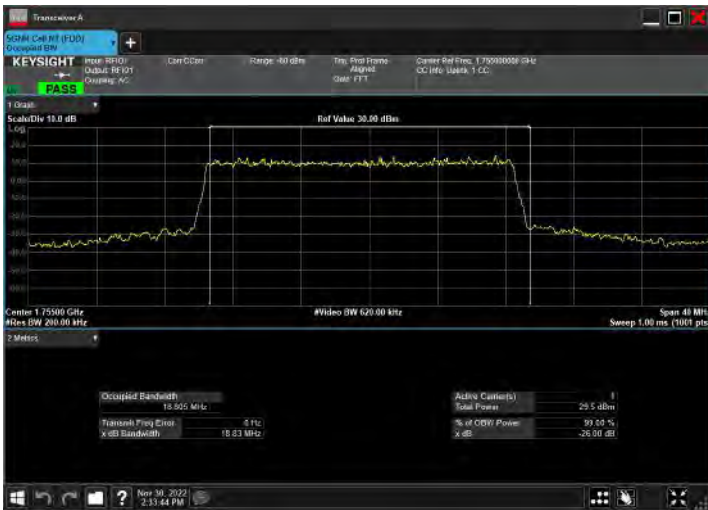 Transceiver A
5G NR Cell NT (FDD)
Occupied BW
KEYSIGHT
PASS
Input: RFIO1
Output: RFIO1
Coupling: AC
Corr CCorr
Range: -60 dBm
Trig: Prot Frame
Aligned
Gate: FFT
Center Ref Freq: 1.755000000 GHz
CC Info: Uplink, 1 CC
1 Graph
Scale/Div 10.0 dB
Ref Value 30.00 dBm
Log
Center 1.75500 GHz
#Video BW 620.00 kHz
Span 40 MHz
#Res BW 200.00 kHz
Sweep 1.00 ms (1001 pts
2 Metrics
Occupied Bandwidth
18.805 MHz
Active Carrier(s)
1
Total Power
29.5 dBm
Transmit Freq Error
0 Hz
% of OBW Power
99.00 %
x dB Bandwidth
18.83 MHz
x dB
-26.00 dB
?
Nov 30, 2022
2:33:44 PM